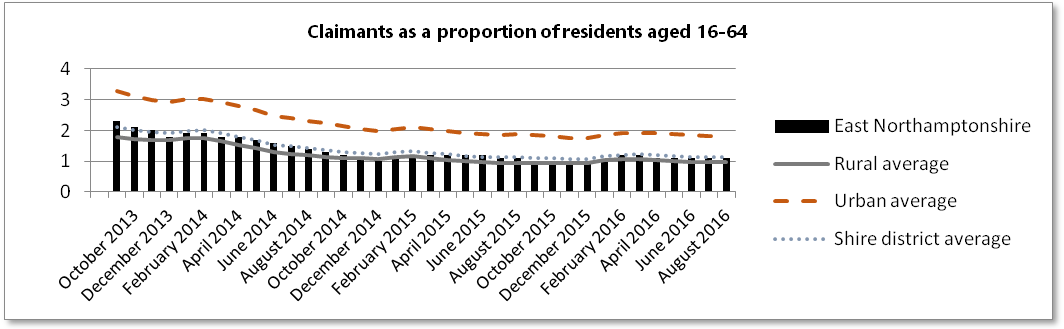 Claimants as a proportion of residents aged 16-64
4
3
2
1
0
October 2013
December 2013
February 2014
April 2014
June 2014
August 2014
October 2014
December 2014
February 2015
April 2015
June 2015
August 2015
October 2015
December 2015
February 2016
April 2016
June 2016
August 2016
East Northamptonshire
Rural average
Urban average
Shire district average